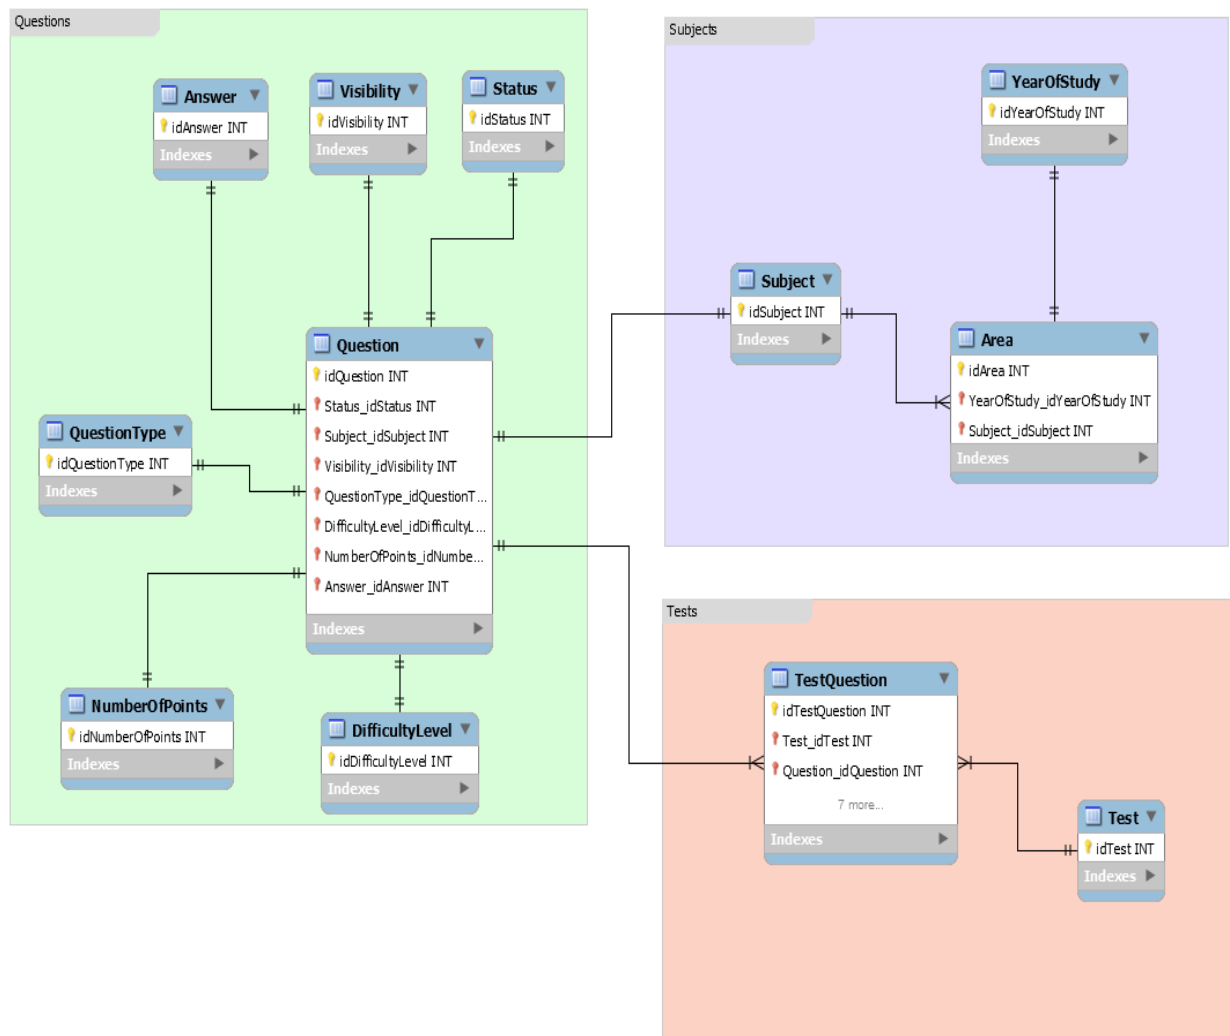 Questions
Answer
idAnswer INT
Indexes
Visibility
idVisibility INT
Indexes
Status
idStatus INT
Indexes
Question
idQuestion INT
Status_idStatus INT
Subject_idSubject INT
Visibility_idVisibility INT
QuestionType_idQuestionT...
DifficultyLevel_idDifficultyL...
NumberOfPoints_idNumbe...
Answer_idAnswer INT
Indexes
QuestionType
idQuestionType INT
Indexes
NumberOfPoints
idNumberOfPoints INT
Indexes
DifficultyLevel
idDifficultyLevel INT
Indexes
Subjects
YearOfStudy
idYearOfStudy INT
Indexes
Subject
idSubject INT
Indexes
Area
idArea INT
YearOfStudy_idYearOfStudy INT
Subject_idSubject INT
Indexes
Tests
TestQuestion
idTestQuestion INT
Test_idTest INT
Question_idQuestion INT
7 more...
Indexes
Test
idTest INT
Indexes